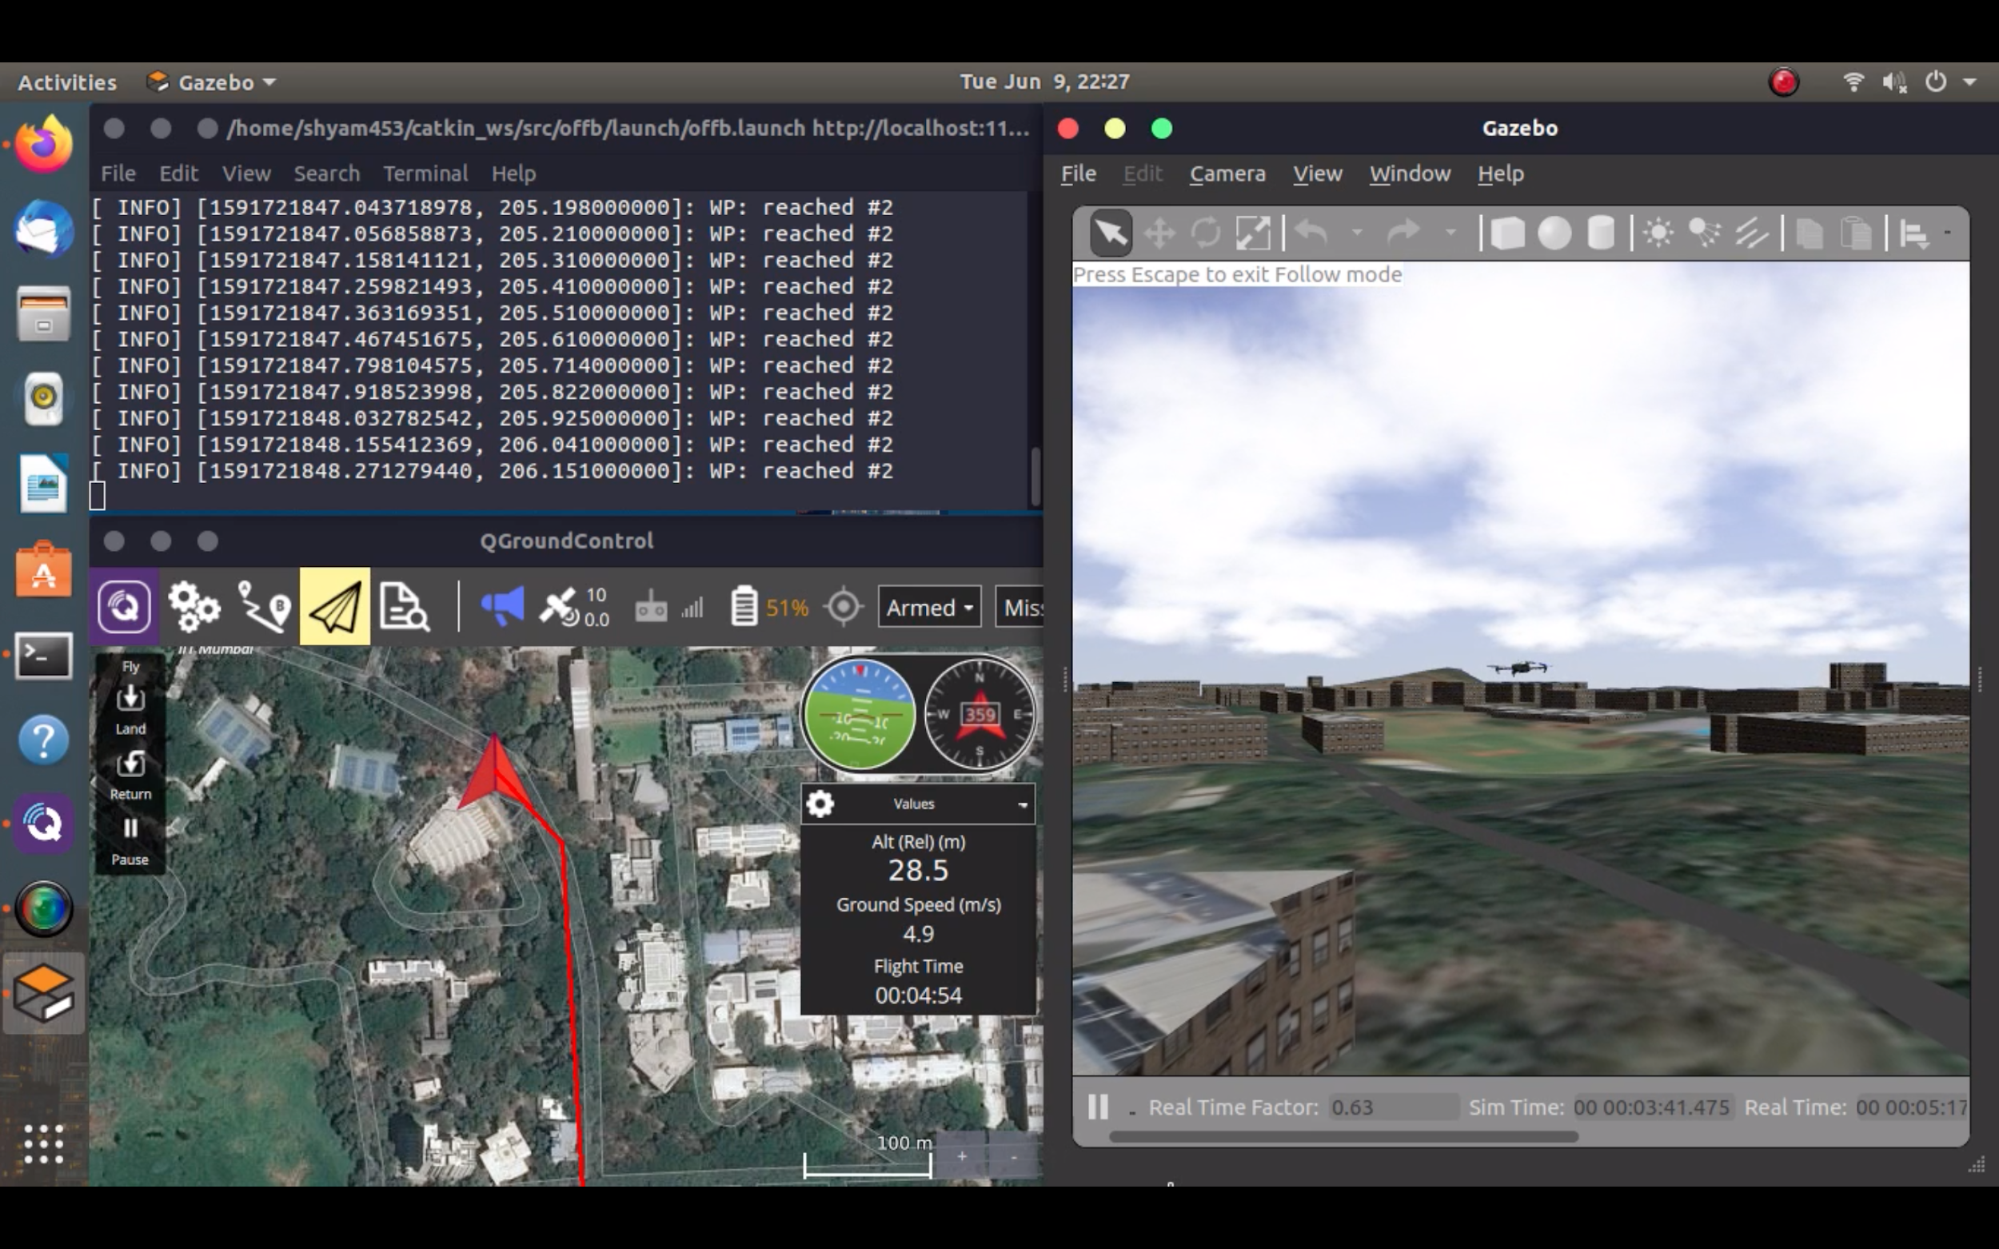 Activities Gazebo Tue Jun 9, 22:27
/home/shyam453/catkin_ws/src/offb/launch/offb.launch http://localhost:11...
File Edit View Search Terminal Help
[ INFO] [1591721847.043718978, 205.198000000]: WP: reached #2
[ INFO] [1591721847.056858873, 205.210000000]: WP: reached #2
[ INFO] [1591721847.158141121, 205.310000000]: WP: reached #2
[ INFO] [1591721847.259821493, 205.410000000]: WP: reached #2
[ INFO] [1591721847.363169351, 205.510000000]: WP: reached #2
[ INFO] [1591721847.467451675, 205.610000000]: WP: reached #2
[ INFO] [1591721847.798104575, 205.714000000]: WP: reached #2
[ INFO] [1591721847.918523998, 205.822000000]: WP: reached #2
[ INFO] [1591721848.032782542, 205.925000000]: WP: reached #2
[ INFO] [1591721848.155412369, 206.041000000]: WP: reached #2
[ INFO] [1591721848.271279440, 206.151000000]: WP: reached #2
QGroundControl
10
0.0
51%
Armed
Mis
Mumbai
Fly
Land
Return
Pause
-10 -10
-20 -20
N
W 359 E
S
Values
Alt (Rel) (m)
28.5
Ground Speed (m/s)
4.9
Flight Time
00:04:54
100 m
+ -
Gazebo
File Edit Camera View Window Help
Press Escape to exit Follow mode
Real Time Factor: 0.63 Sim Time: 00 00:03:41.475 Real Time: 00 00:05:17